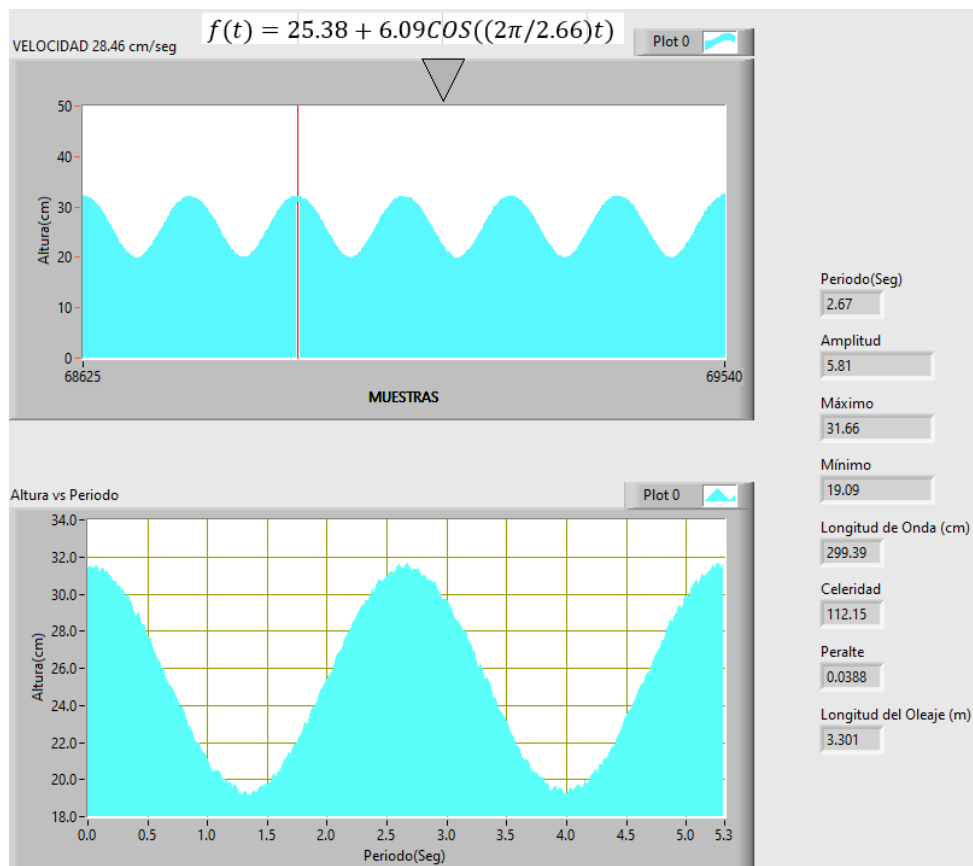 f(t) = 25.38 + 6.09COS((2π/2.66)t)
VELOCIDAD 28.46 cm/seg
Plot 0
50
40
30
20
10
0
Altura(cm)
68625
69540
MUESTRAS
Altura vs Periodo
Plot 0
34.0
32.0
30.0
28.0
26.0
24.0
22.0
20.0
18.0
Altura(cm)
0.0 0.5 1.0 1.5 2.0 2.5 3.0 3.5 4.0 4.5 5.0 5.3
Periodo(Seg)
Periodo(Seg)
2.67
Amplitud
5.81
Máximo
31.66
Mínimo
19.09
Longitud de Onda (cm)
299.39
Celeridad
112.15
Peralte
0.0388
Longitud del Oleaje (m)
3.301